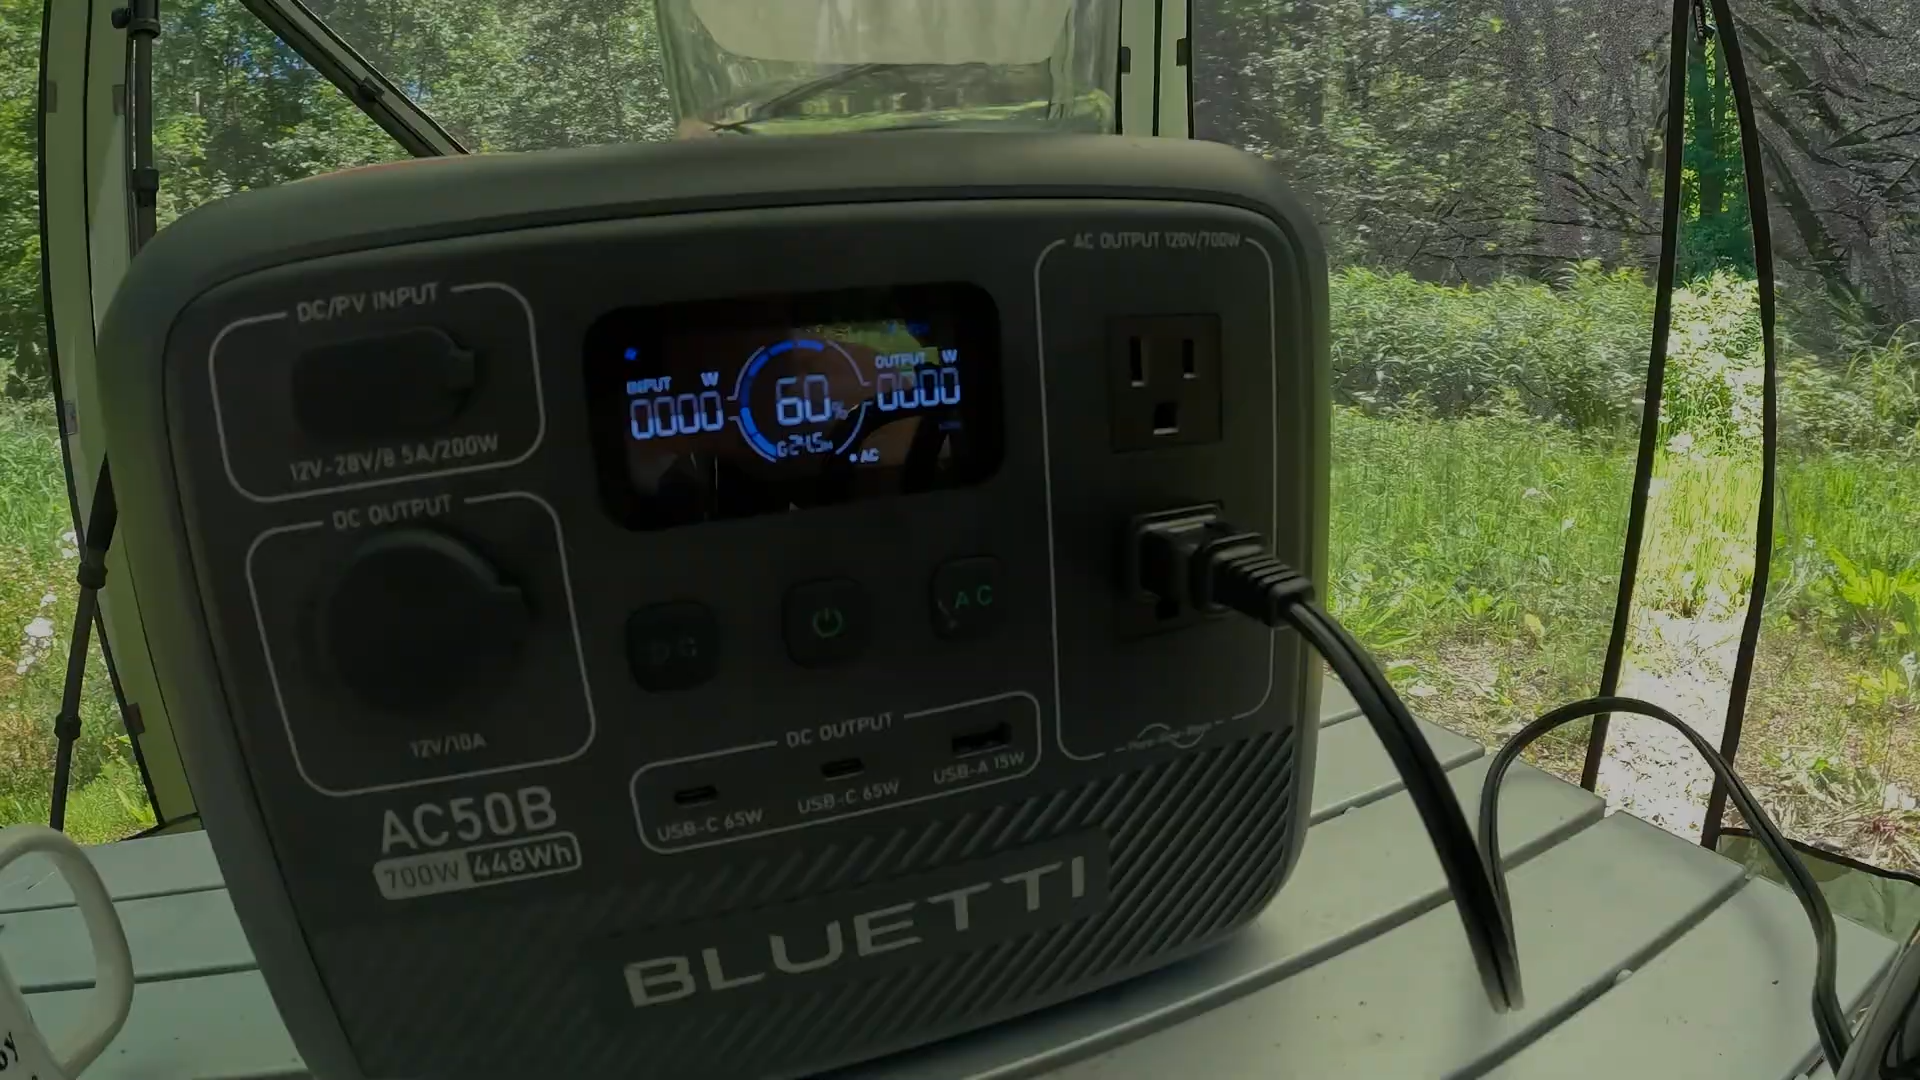 AC OUTPUT 120V/700W
DC/PV INPUT
12V-28V/8.5A/200W
INPUT W
0000
60%
OUTPUT W
0000
AC
DC OUTPUT
12V/10A
DC
AC
DC OUTPUT
USB-C 65W
USB-C 65W
USB-A 15W
AC50B
700W 448Wh
BLUETTI